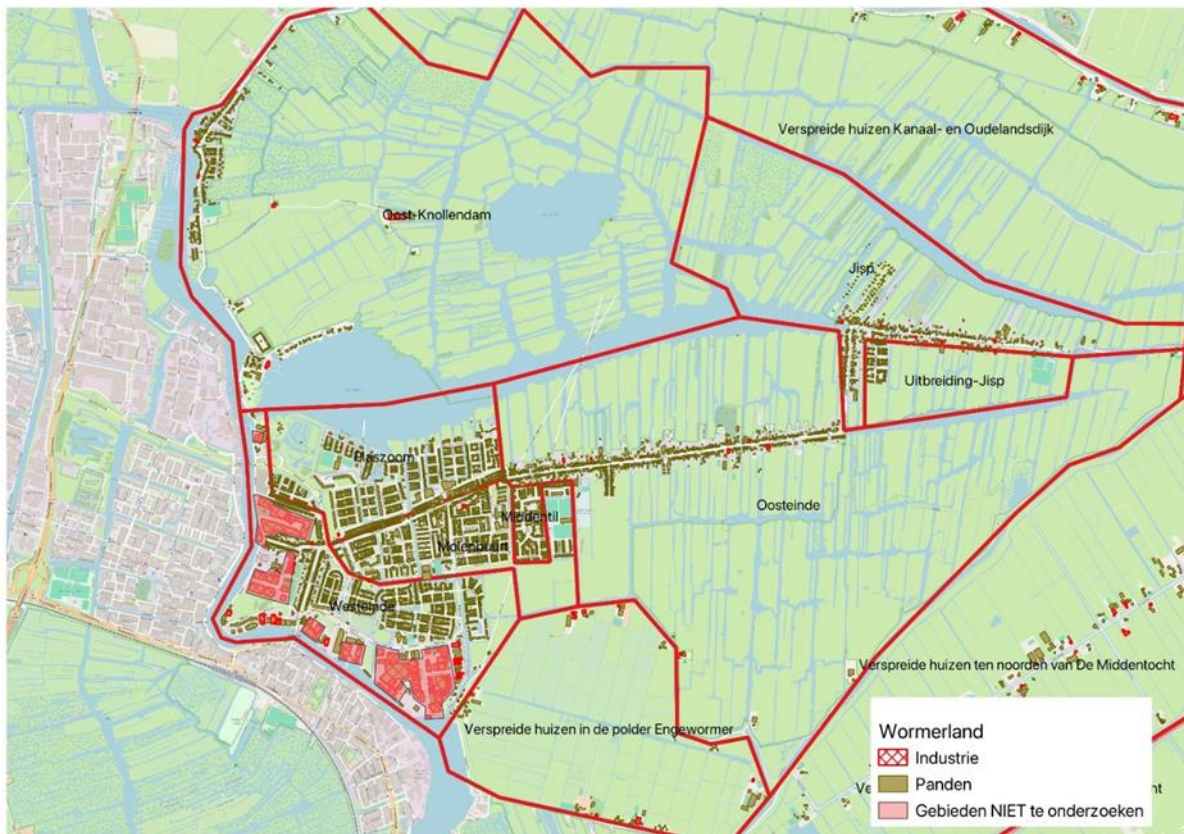 Verspreide huizen Kanaal- en Oudelandsdijk
Oost-Knollendam
Jisp
Uitbreiding-Jisp
Plaszoom
Middentil
Oosteinde
Molenbuurt
Westeinde
Verspreide huizen ten noorden van De Middentocht
Verspreide huizen in de polder Engewormer
Wormerland
Industrie
Panden
Gebieden NIET te onderzoeken